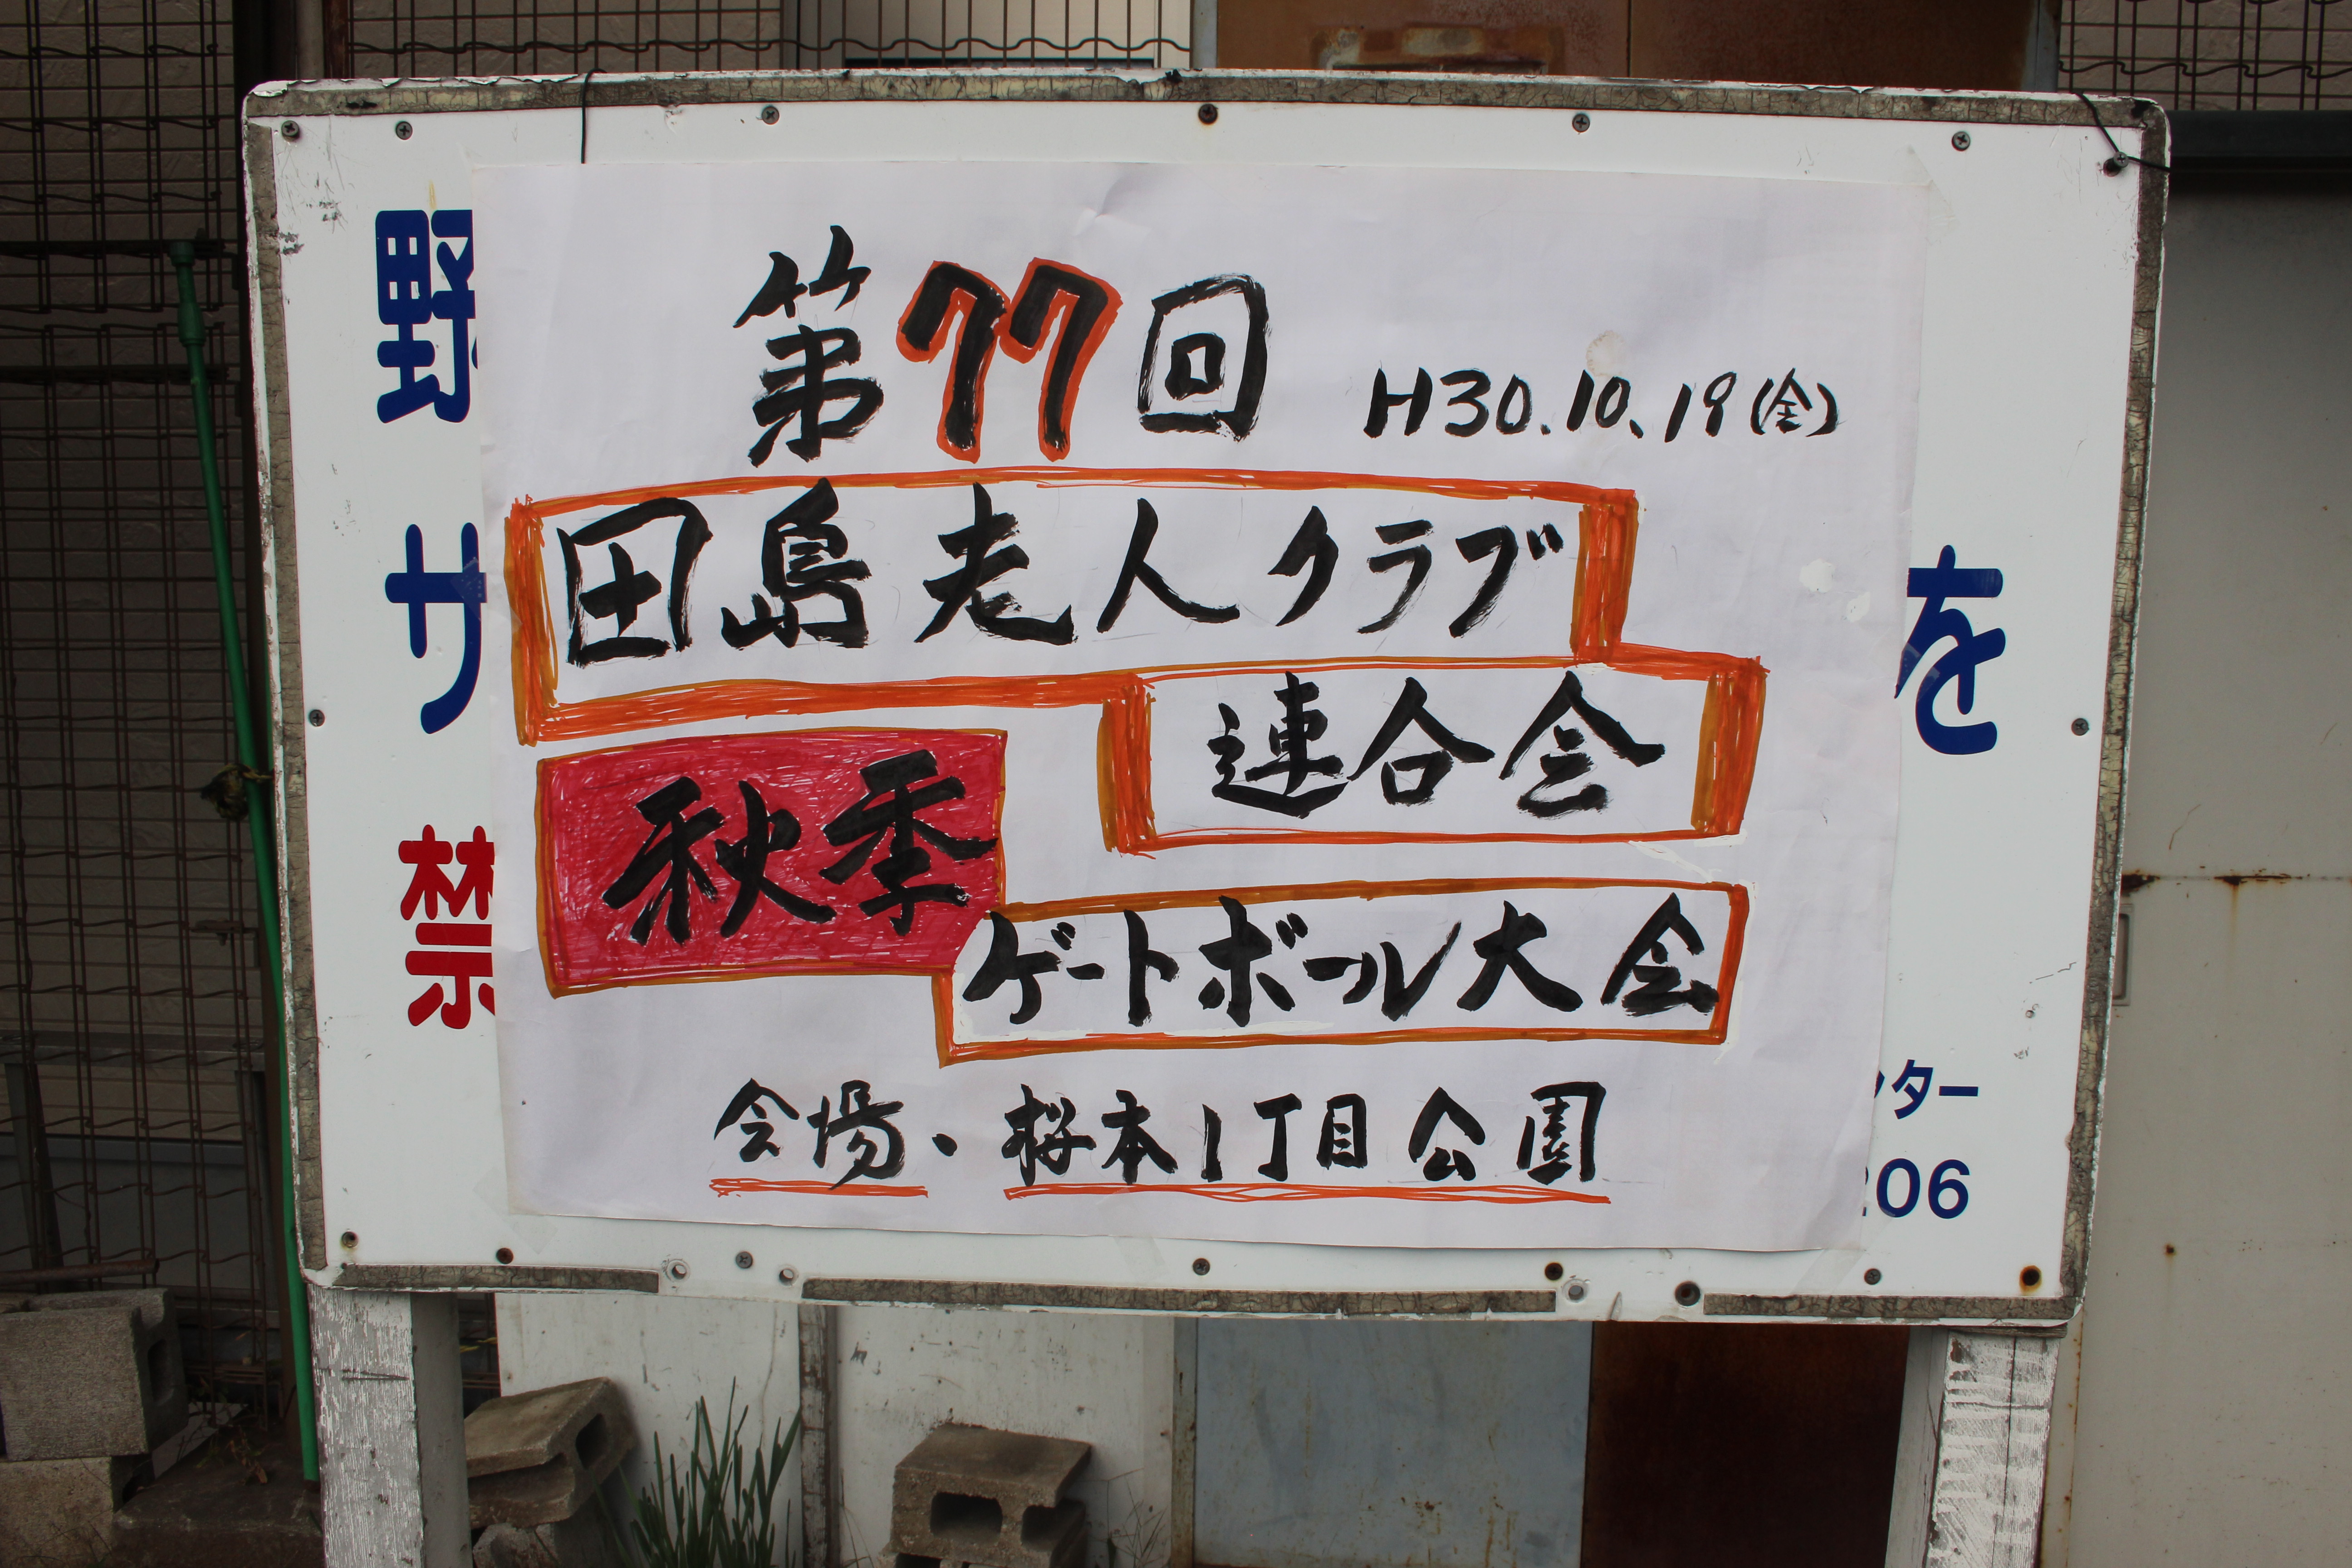 第77回
H30.10.19(金)
田島老人クラブ
連合会
秋季
ゲートボール大会
会場・桜本1丁目公園
野
サ
を
禁
ター
206